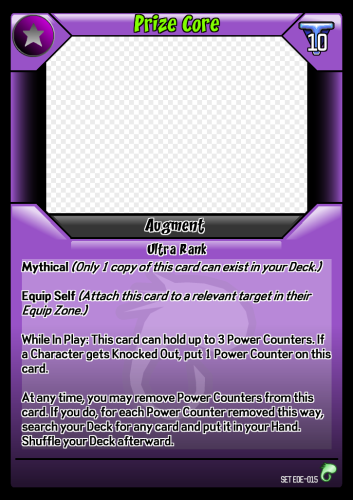 Prize Core
10
Augment
Ultra Rank
Mythical (Only 1 copy of this card can exist in your Deck.)
Equip Self (Attach this card to a relevant target in their
Equip Zone.)
While In Play: This card can hold up to 3 Power Counters. If
a Character gets Knocked Out, put 1 Power Counter on this
card.
At any time, you may remove Power Counters from this
card. If you do, for each Power Counter removed this way,
search your Deck for any card and put it in your Hand.
Shuffle your Deck afterward.
SET EDE-015